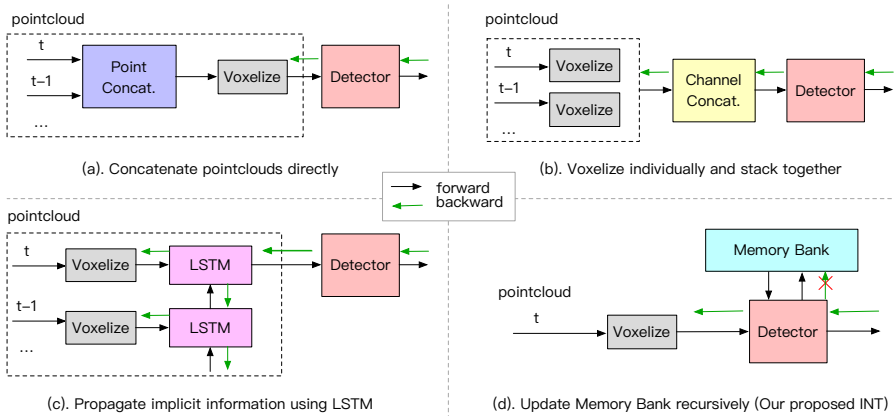 pointcloud
t
t−1
...
Point
Concat.
Voxelize
Detector
(a). Concatenate pointclouds directly
pointcloud
t
t−1
...
Voxelize
Voxelize
Channel
Concat.
Detector
(b). Voxelize individually and stack together
forward
backward
pointcloud
t
t−1
...
Voxelize
LSTM
Detector
Voxelize
LSTM
(c). Propagate implicit information using LSTM
Memory Bank
pointcloud
t
Voxelize
Detector
(d). Update Memory Bank recursively (Our proposed INT)